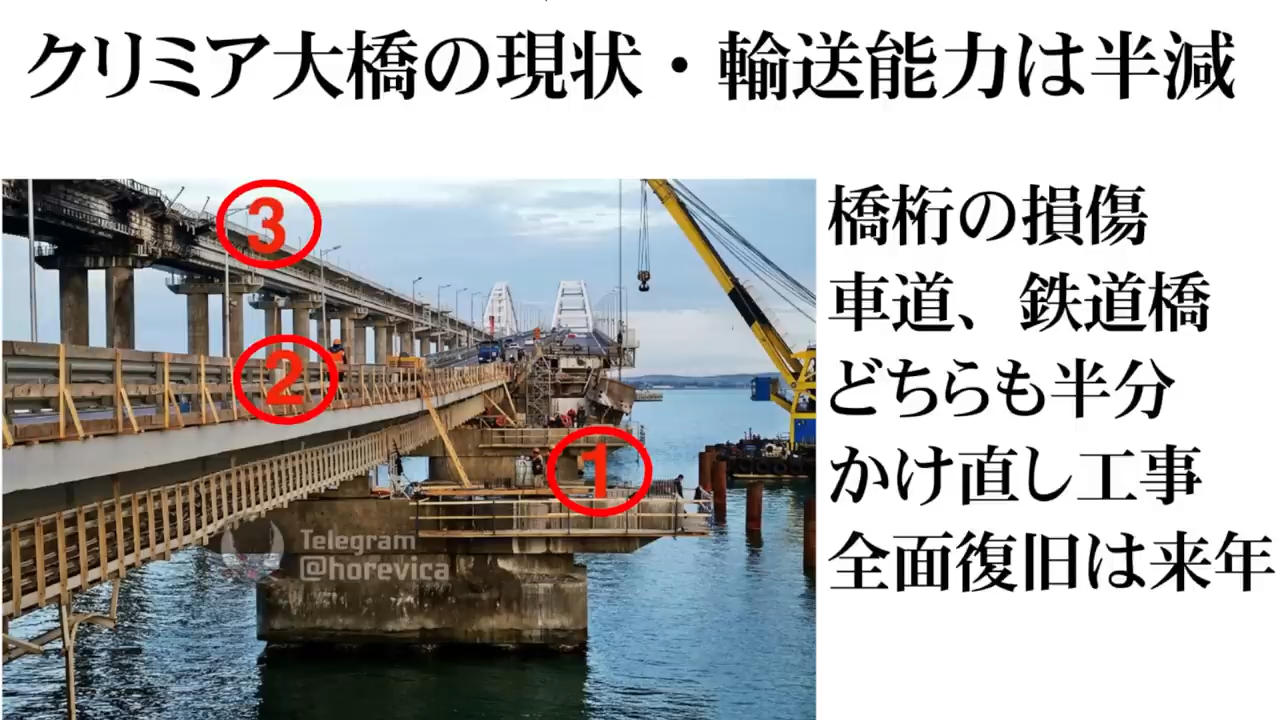 クリミア大橋の現状・輸送能力は半減
③
②
①
Telegram
@horevica
橋桁の損傷
車道、鉄道橋
どちらも半分
かけ直し工事
全面復旧は来年